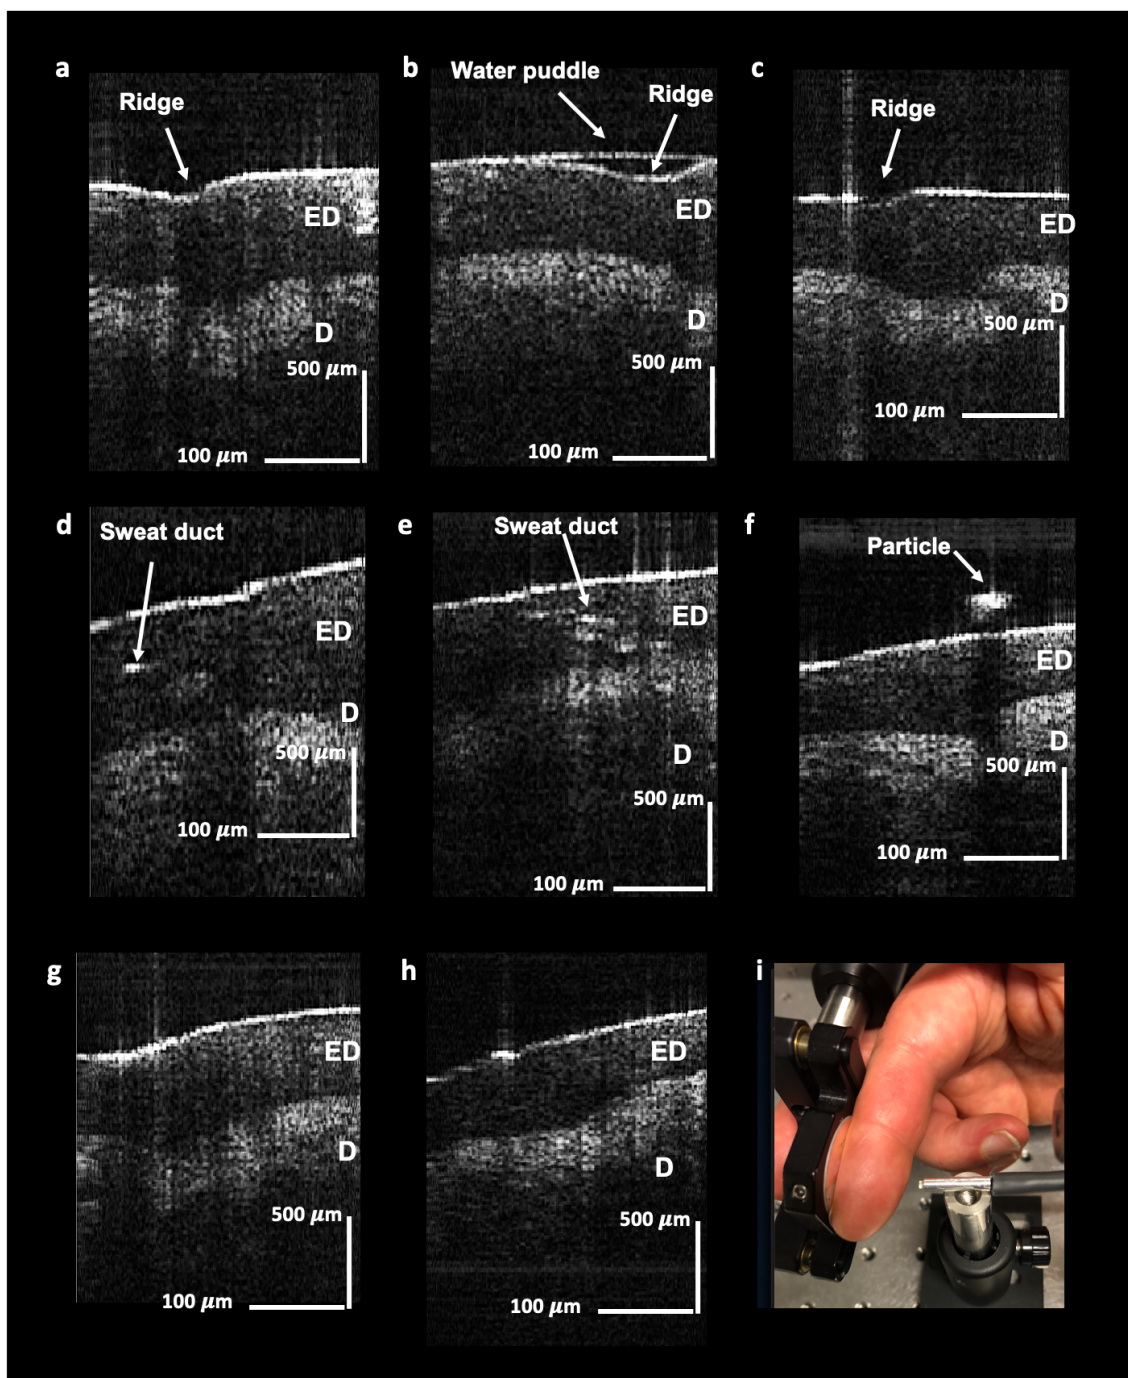 a
Ridge
ED
D
500 μm
100 μm
b
Water puddle
Ridge
ED
D
500 μm
100 μm
c
Ridge
ED
D
500 μm
100 μm
d
Sweat duct
ED
D
500 μm
100 μm
e
Sweat duct
ED
D
500 μm
100 μm
f
Particle
ED
D
500 μm
100 μm
g
ED
D
500 μm
100 μm
h
ED
D
500 μm
100 μm
i